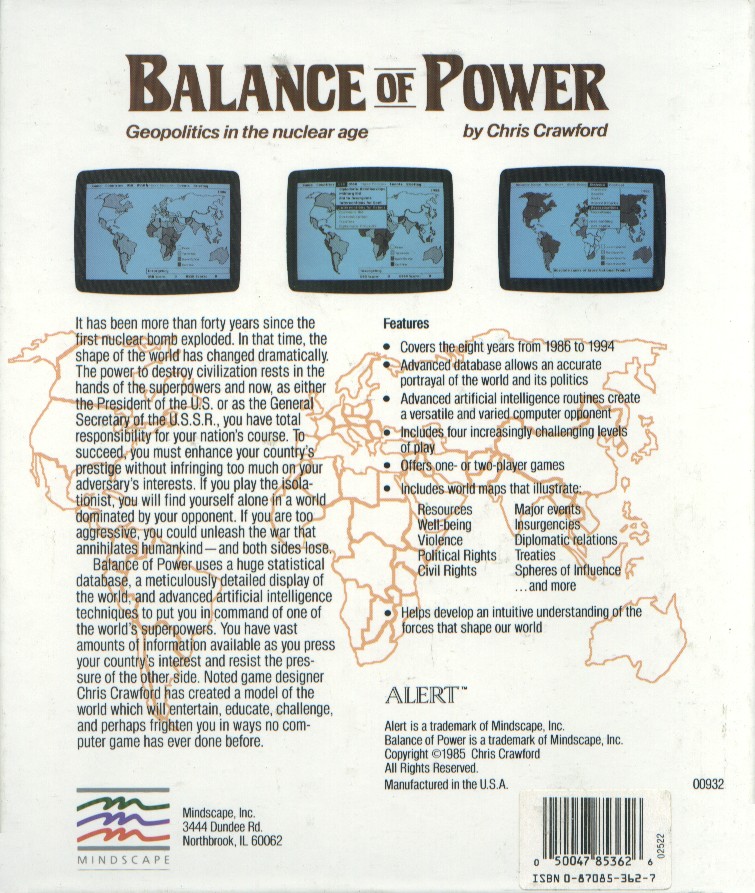 BALANCE OF POWER
Geopolitics in the nuclear age
by Chris Crawford
It has been more than forty years since the
first nuclear bomb exploded. In that time, the
shape of the world has changed dramatically.
The power to destroy civilization rests in the
hands of the superpowers and now, as either
the President of the U.S. or as the General
Secretary of the U.S.S.R., you have total
responsibility for your nation's course. To
succeed, you must enhance your country's
prestige without infringing too much on your
adversary's interests. If you play the isola-
tionist, you will find yourself alone in a world
dominated by your opponent. If you are too
aggressive, you could unleash the war that
annihilates humankind—and both sides lose.
Balance of Power uses a huge statistical
database, a meticulously detailed display of
the world, and advanced artificial intelligence
techniques to put you in command of one of
the world's superpowers. You have vast
amounts of information available as you press
your country's interest and resist the pres-
sure of the other side. Noted game designer
Chris Crawford has created a model of the
world which will entertain, educate, challenge,
and perhaps frighten you in ways no com-
puter game has ever done before.
Features
• Covers the eight years from 1986 to 1994
• Advanced database allows an accurate
portrayal of the world and its politics
• Advanced artificial intelligence routines create
a versatile and varied computer opponent
• Includes four increasingly challenging levels
of play
• Offers one- or two-player games
• Includes world maps that illustrate:
Resources
Well-being
Violence
Political Rights
Civil Rights
Major events
Insurgencies
Diplomatic relations
Treaties
Spheres of Influence
...and more
• Helps develop an intuitive understanding of the
forces that shape our world
ALERT™
Alert is a trademark of Mindscape, Inc.
Balance of Power is a trademark of Mindscape, Inc.
Copyright ©1985 Chris Crawford
All Rights Reserved.
Manufactured in the U.S.A.
00932
MINDSCAPE
Mindscape, Inc.
3444 Dundee Rd.
Northbrook, IL 60062
02522
0 50047 85362 6
ISBN 0-87085-362-7